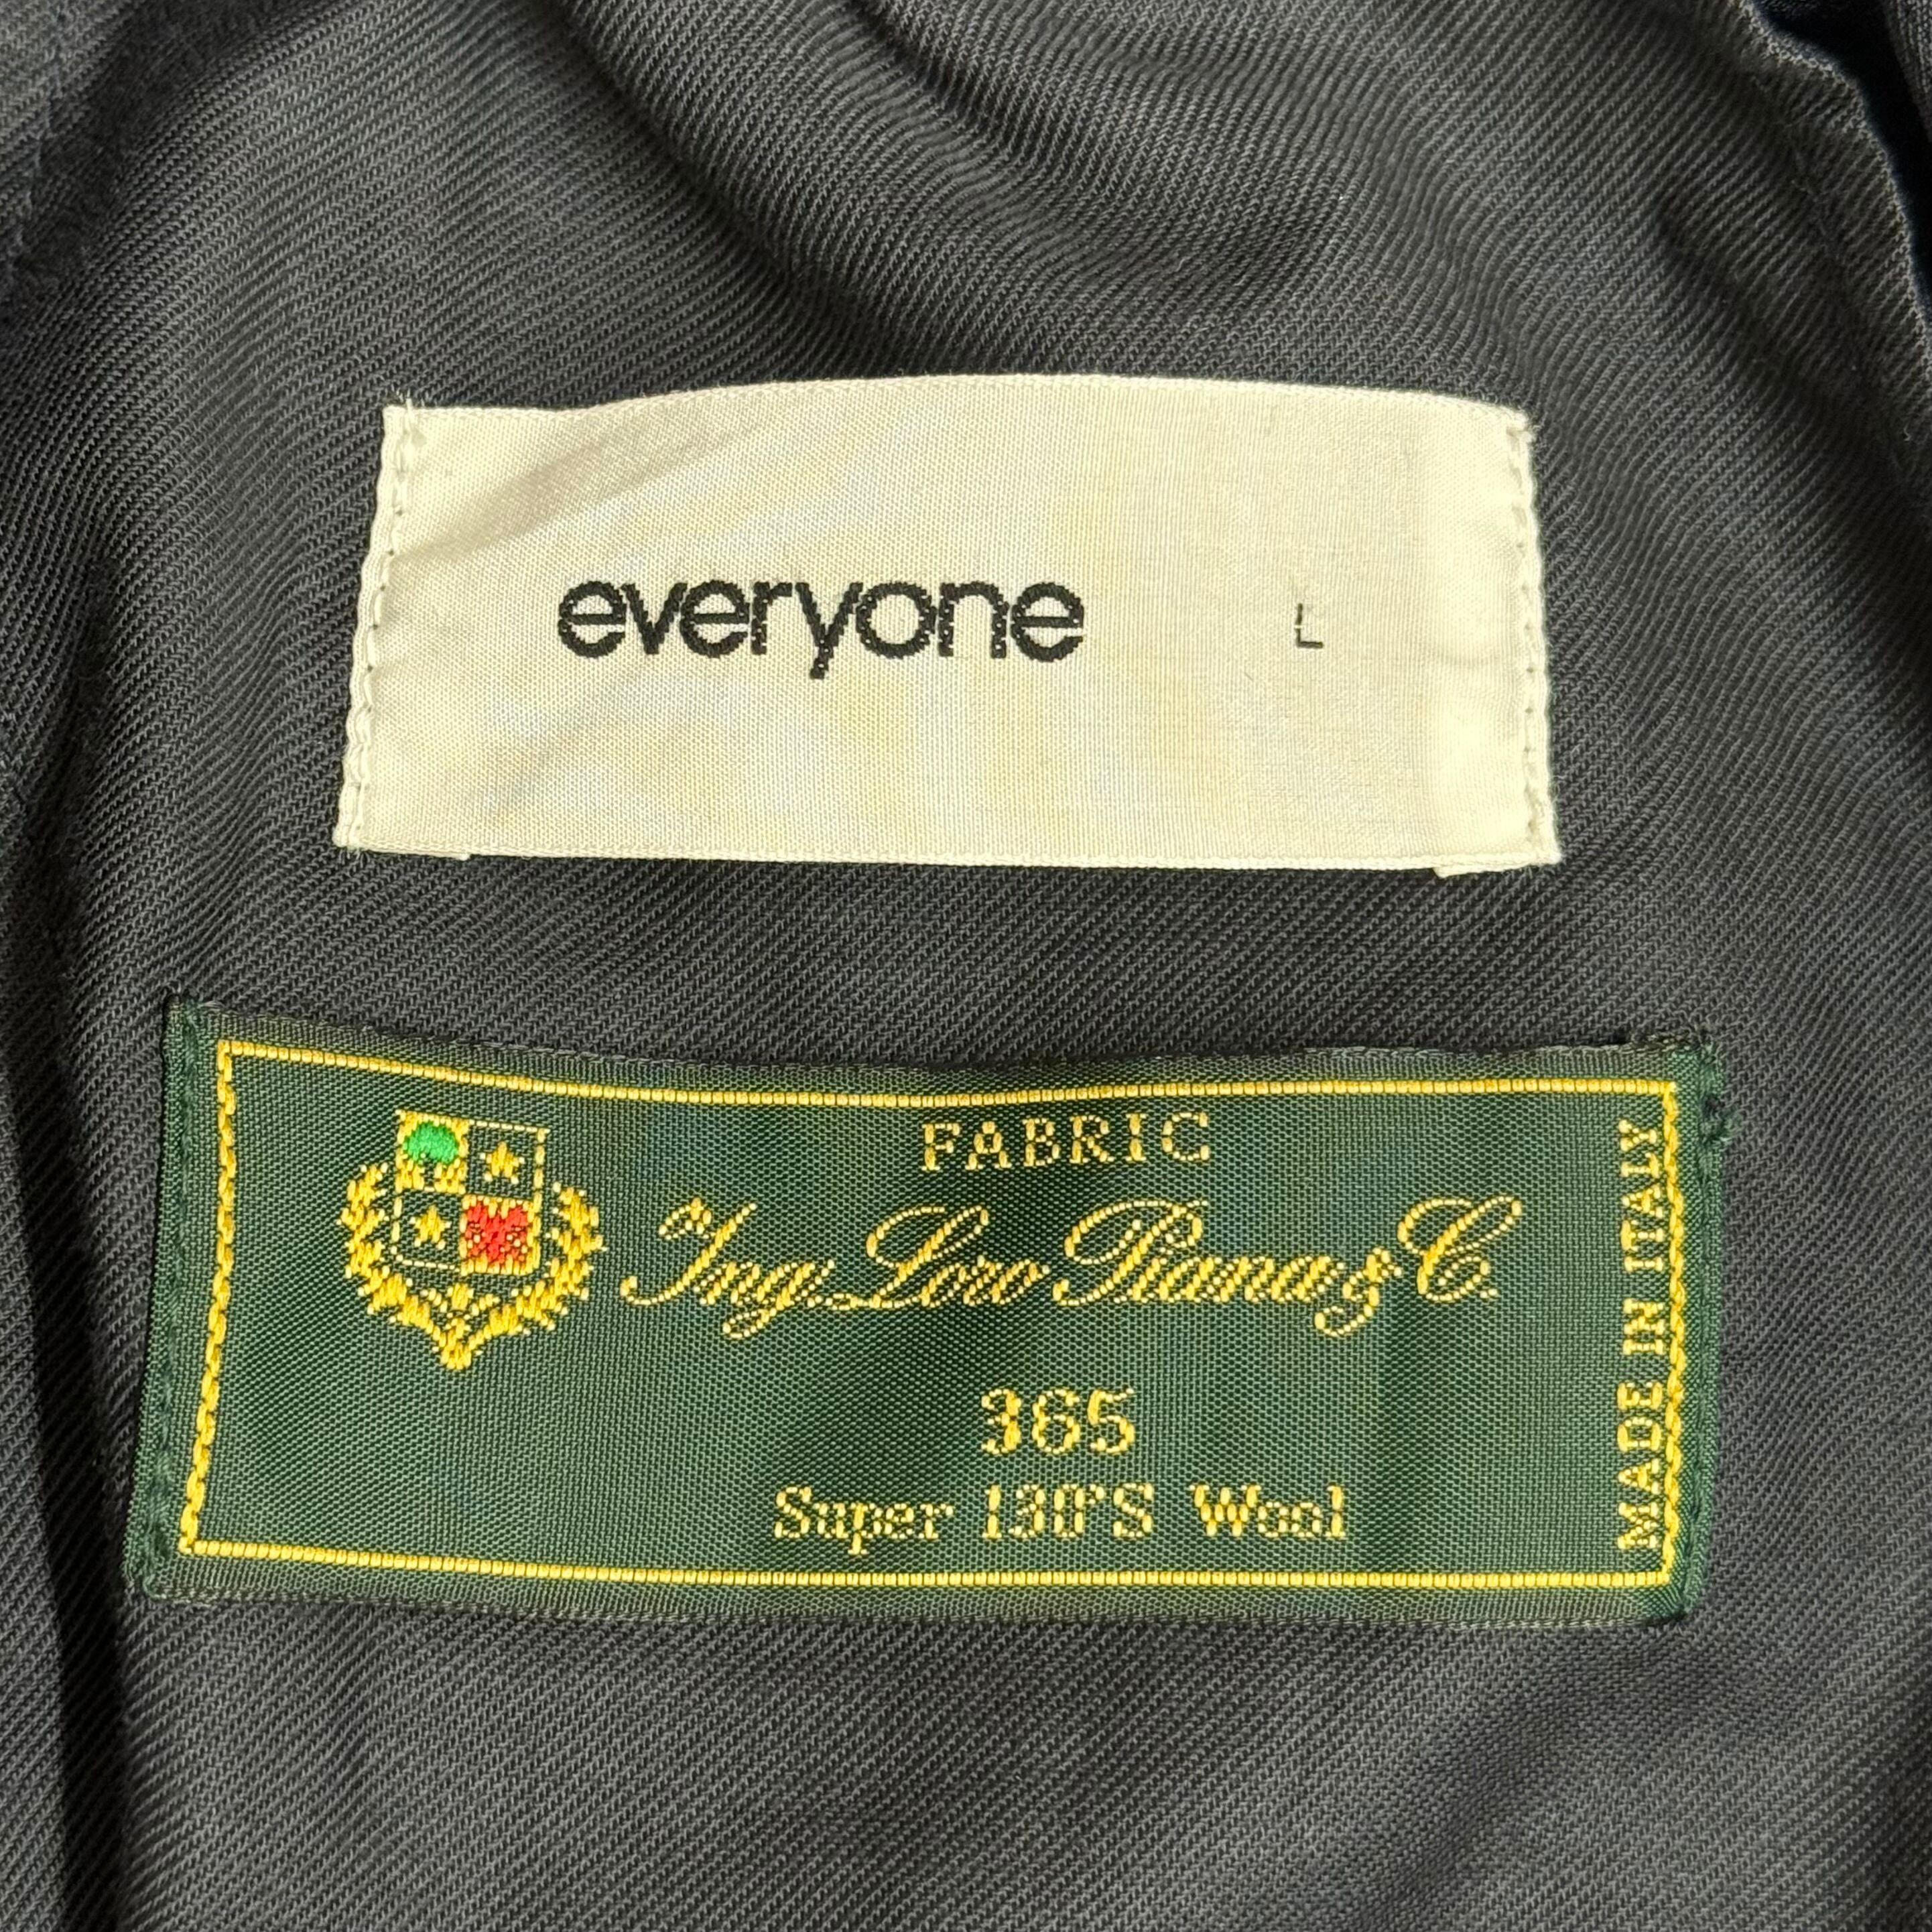 everyone L
FABRIC
Ing. Loro Piana & C.
365
Super 130'S Wool
MADE IN ITALY